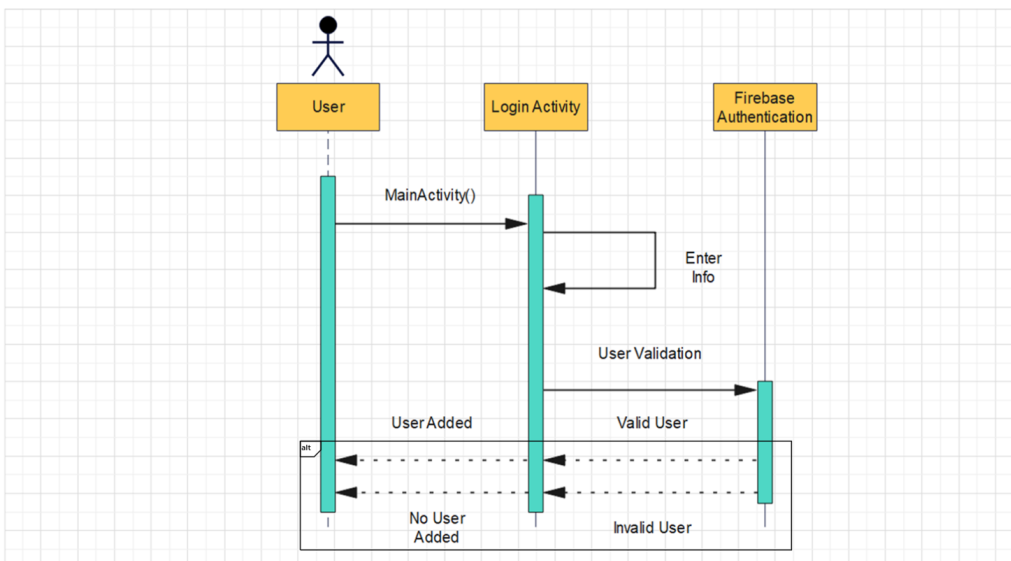 User
Login Activity
Firebase
Authentication
MainActivity()
Enter
Info
User Validation
User Added
Valid User
alt
No User
Added
Invalid User